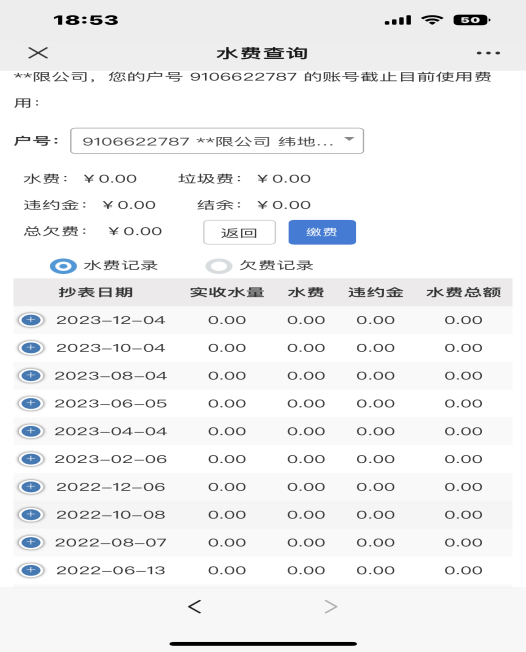 18:53
50
水费查询
**限公司，您的户号 9106622787 的账号截止目前使用费
用：
户号： 9106622787 **限公司 纬地...
水费：￥0.00 垃圾费：￥0.00
违约金：￥0.00 结余：￥0.00
总欠费：￥0.00 返回 缴费
水费记录 欠费记录
抄表日期 实收水量 水费 违约金 水费总额
2023-12-04 0.00 0.00 0.00 0.00
2023-10-04 0.00 0.00 0.00 0.00
2023-08-04 0.00 0.00 0.00 0.00
2023-06-05 0.00 0.00 0.00 0.00
2023-04-04 0.00 0.00 0.00 0.00
2023-02-06 0.00 0.00 0.00 0.00
2022-12-06 0.00 0.00 0.00 0.00
2022-10-08 0.00 0.00 0.00 0.00
2022-08-07 0.00 0.00 0.00 0.00
2022-06-13 0.00 0.00 0.00 0.00